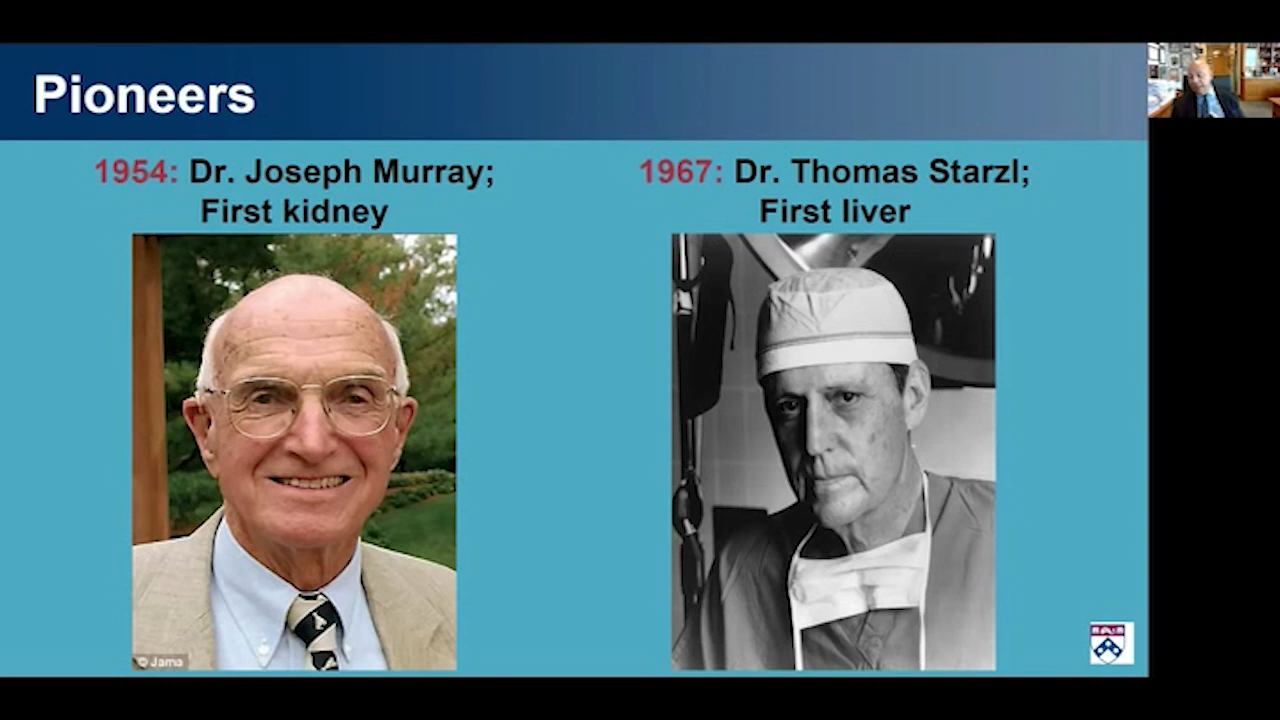 Pioneers
1954: Dr. Joseph Murray;
First kidney
1967: Dr. Thomas Starzl;
First liver
© Jama